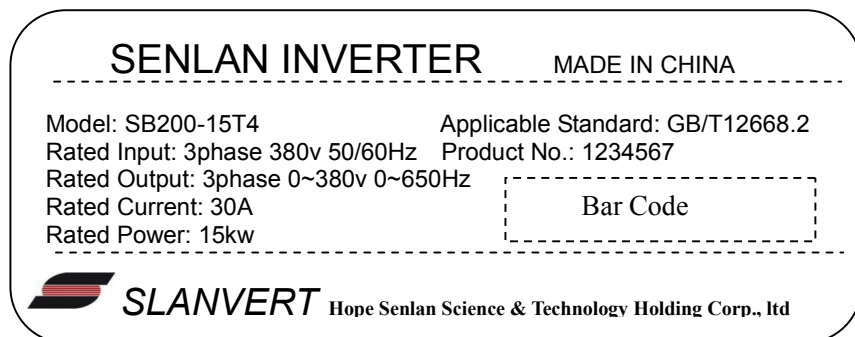 SENLAN INVERTER MADE IN CHINA
Model: SB200-15T4 Applicable Standard: GB/T12668.2
Rated Input: 3phase 380v 50/60Hz Product No.: 1234567
Rated Output: 3phase 0~380v 0~650Hz
Rated Current: 30A Bar Code
Rated Power: 15kw
SLANVERT Hope Senlan Science & Technology Holding Corp., ltd